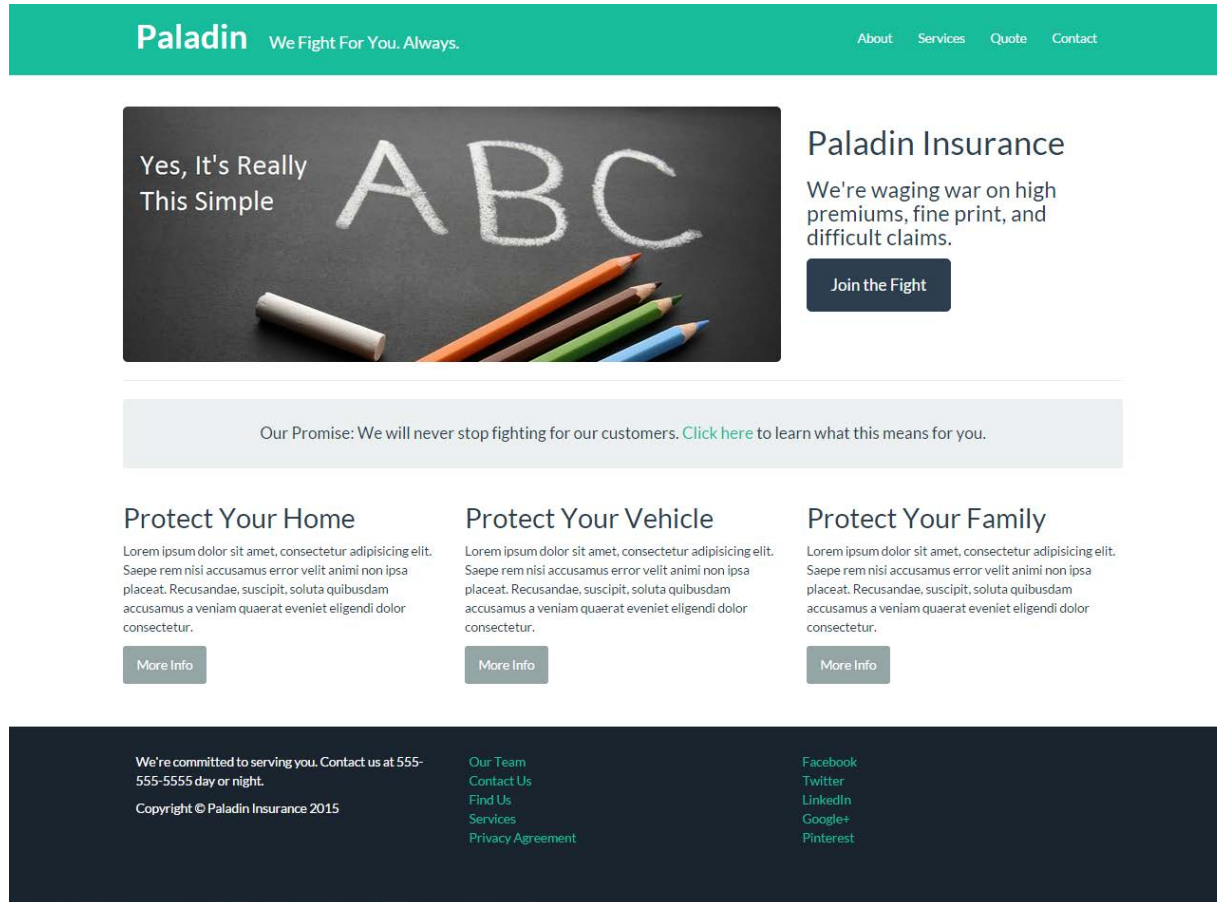 Paladin We Fight For You. Always.
About Services Quote Contact
Yes, It's Really
This Simple
ABC
Paladin Insurance
We're waging war on high
premiums, fine print, and
difficult claims.
Join the Fight
Our Promise: We will never stop fighting for our customers. Click here to learn what this means for you.
Protect Your Home
Lorem ipsum dolor sit amet, consectetur adipisicing elit.
Saepe rem nisi accusamus error velit animi non ipsa
placeat. Recusandae, suscipit, soluta quibusdam
accusamus a veniam quaerat eveniet eligendi dolor
consectetur.
More Info
Protect Your Vehicle
Lorem ipsum dolor sit amet, consectetur adipisicing elit.
Saepe rem nisi accusamus error velit animi non ipsa
placeat. Recusandae, suscipit, soluta quibusdam
accusamus a veniam quaerat eveniet eligendi dolor
consectetur.
More Info
Protect Your Family
Lorem ipsum dolor sit amet, consectetur adipisicing elit.
Saepe rem nisi accusamus error velit animi non ipsa
placeat. Recusandae, suscipit, soluta quibusdam
accusamus a veniam quaerat eveniet eligendi dolor
consectetur.
More Info
We're committed to serving you. Contact us at 555-
555-5555 day or night.
Copyright © Paladin Insurance 2015
Our Team
Contact Us
Find Us
Services
Privacy Agreement
Facebook
Twitter
LinkedIn
Google+
Pinterest